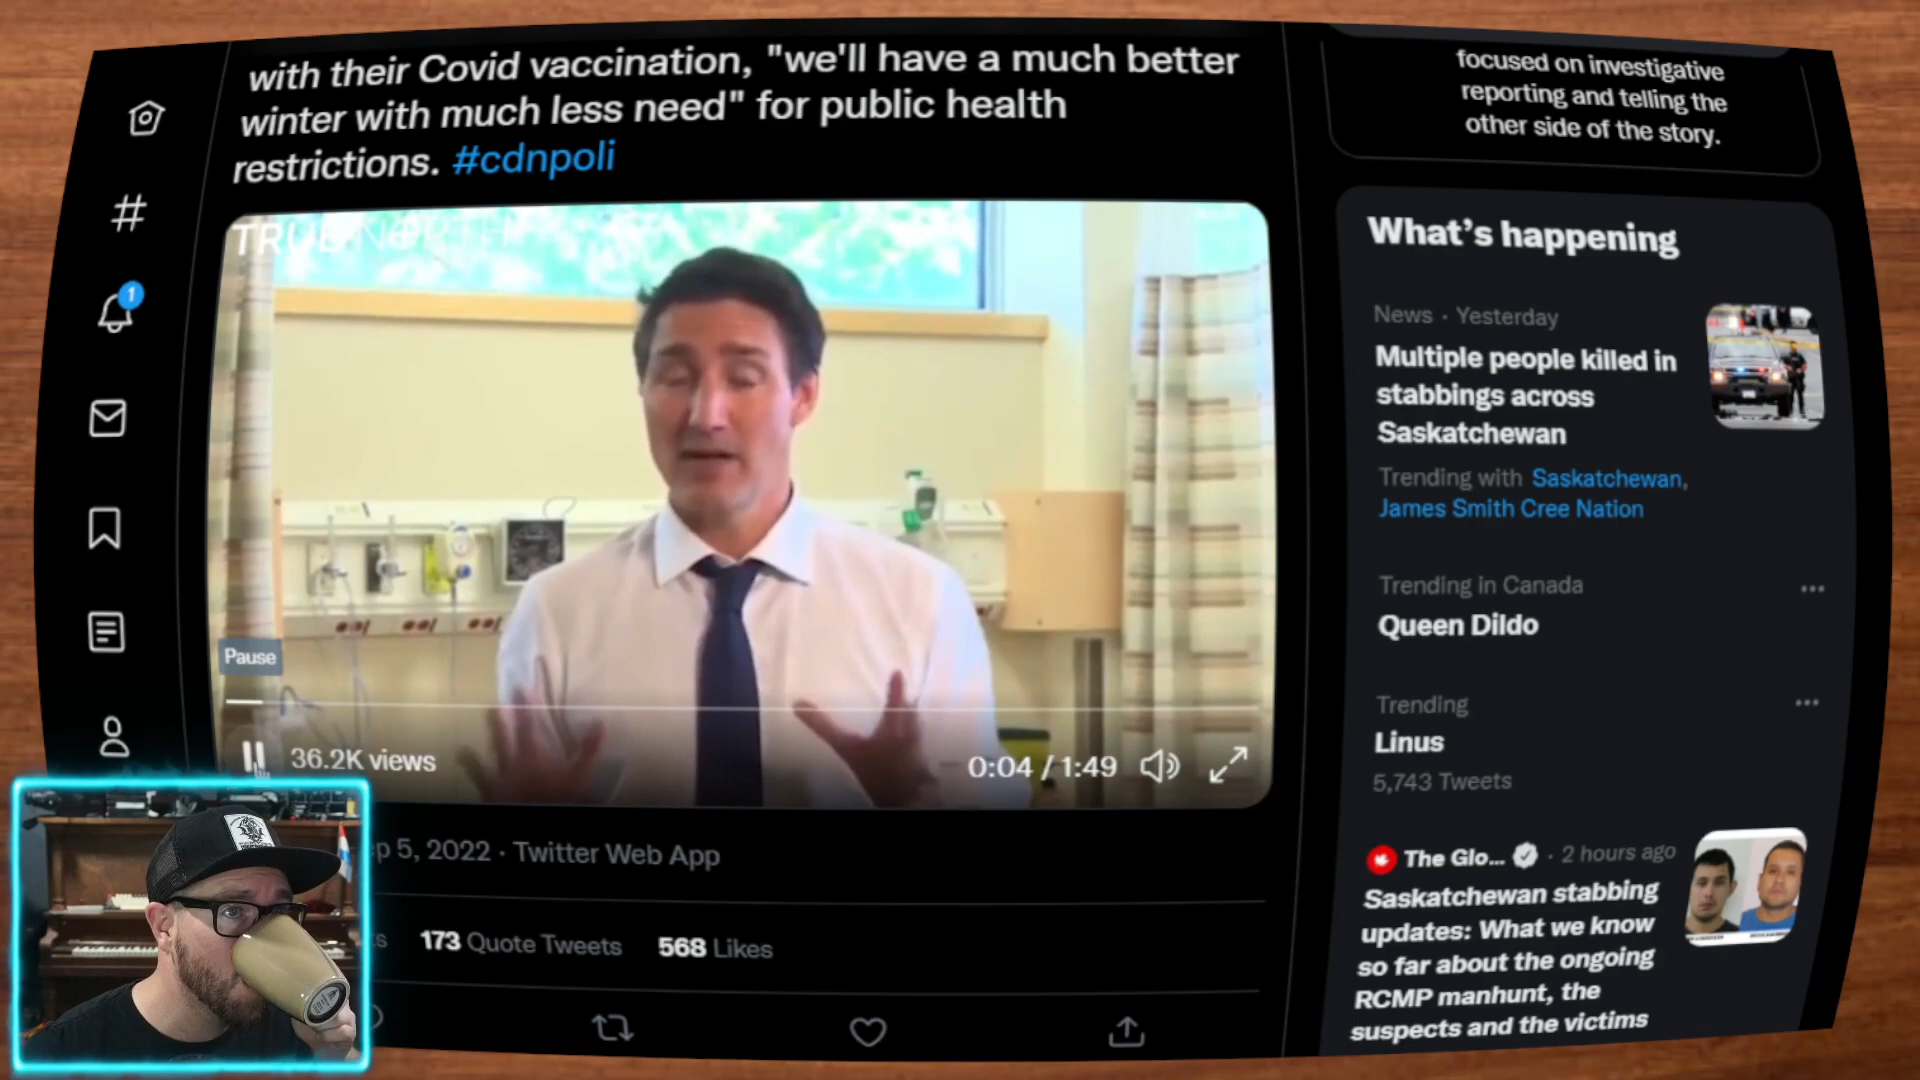 with their Covid vaccination, "we'll have a much better
winter with much less need" for public health
restrictions. #cdnpoli
TRUE NORTH
Pause
36.2K views
0:04 / 1:49
p 5, 2022 · Twitter Web App
173 Quote Tweets 568 Likes
1
focused on investigative
reporting and telling the
other side of the story.
What's happening
News · Yesterday
Multiple people killed in
stabbings across
Saskatchewan
Trending with Saskatchewan,
James Smith Cree Nation
Trending in Canada
Queen Dildo
Trending
Linus
5,743 Tweets
The Glo... · 2 hours ago
Saskatchewan stabbing
updates: What we know
so far about the ongoing
RCMP manhunt, the
suspects and the victims